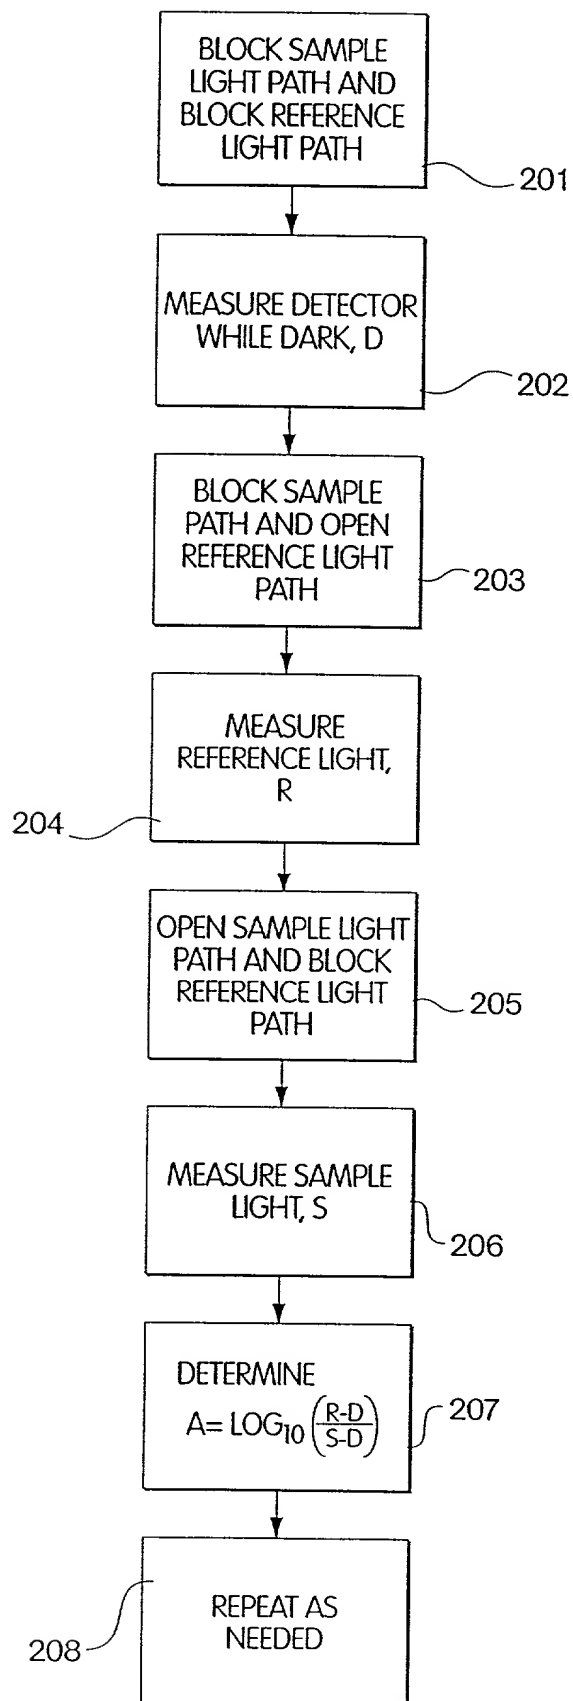 BLOCK SAMPLE
LIGHT PATH AND
BLOCK REFERENCE
LIGHT PATH
201
MEASURE DETECTOR
WHILE DARK, D
202
BLOCK SAMPLE
PATH AND OPEN
REFERENCE LIGHT
PATH
203
MEASURE
REFERENCE LIGHT,
R
204
OPEN SAMPLE LIGHT
PATH AND BLOCK
REFERENCE LIGHT
PATH
205
MEASURE SAMPLE
LIGHT, S
206
DETERMINE
A= LOG10 (R-D/S-D)
207
REPEAT AS
NEEDED
208